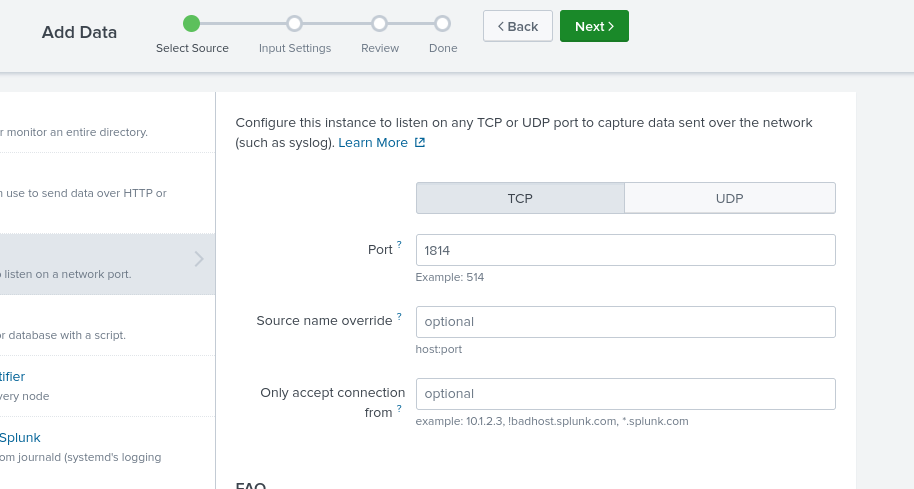 Add Data
Select Source
Input Settings
Review
Done
Back
Next
monitor an entire directory.
use to send data over HTTP or
listen on a network port.
or database with a script.
very node
Splunk
om journald (systemd's logging
Configure this instance to listen on any TCP or UDP port to capture data sent over the network
(such as syslog). Learn More
TCP
UDP
Port ?
1814
Example: 514
Source name override ?
optional
host:port
Only accept connection
from ?
optional
example: 10.1.2.3, !badhost.splunk.com, *.splunk.com
FAQ